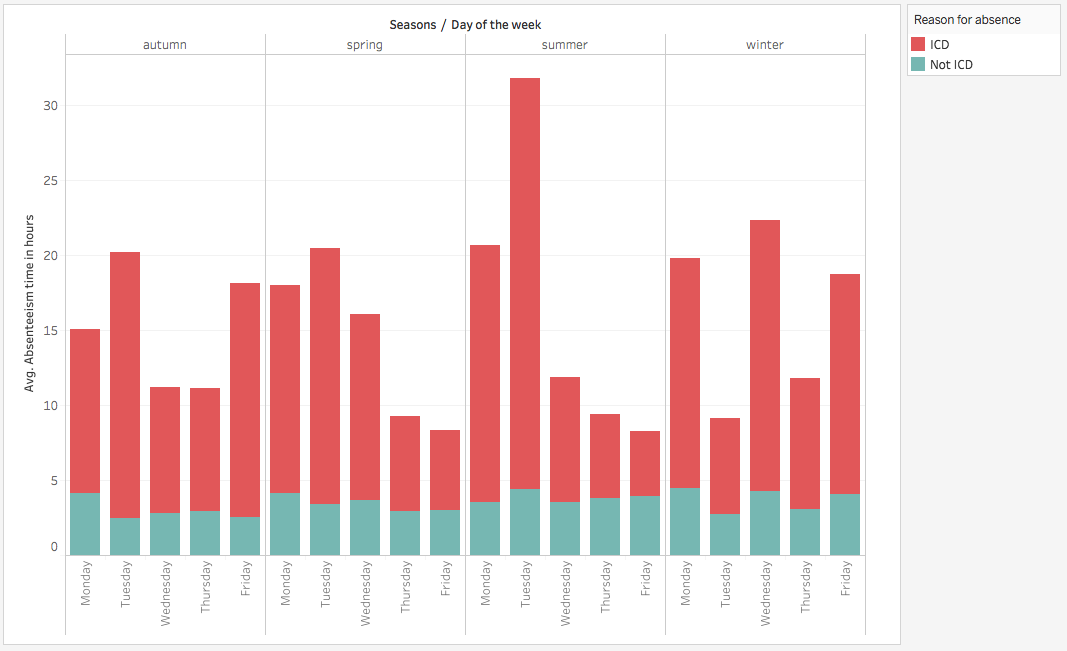 Seasons / Day of the week
autumn spring summer winter
Avg. Absenteeism time in hours
30
25
20
15
10
5
0
Monday Tuesday Wednesday Thursday Friday Monday Tuesday Wednesday Thursday Friday Monday Tuesday Wednesday Thursday Friday Monday Tuesday Wednesday Thursday Friday
Reason for absence
ICD
Not ICD